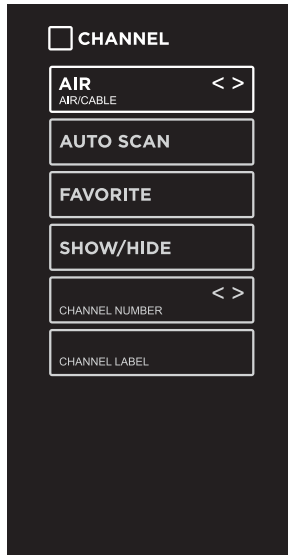 CHANNEL
AIR < >
AIR/CABLE
AUTO SCAN
FAVORITE
SHOW/HIDE
< >
CHANNEL NUMBER
CHANNEL LABEL